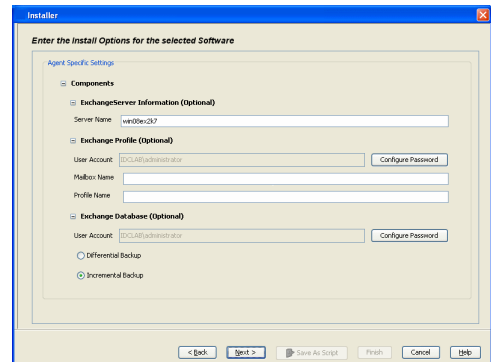 Installer
Enter the Install Options for the selected Software
Agent Specific Settings
Components
ExchangeServer Information (Optional)
Server Name win08ex2k7
Exchange Profile (Optional)
User Account IDCLAB\administrator Configure Password
Mailbox Name
Profile Name
Exchange Database (Optional)
User Account IDCLAB\administrator Configure Password
Differential Backup
Incremental Backup
< Back Next > Save As Script Finish Cancel Help